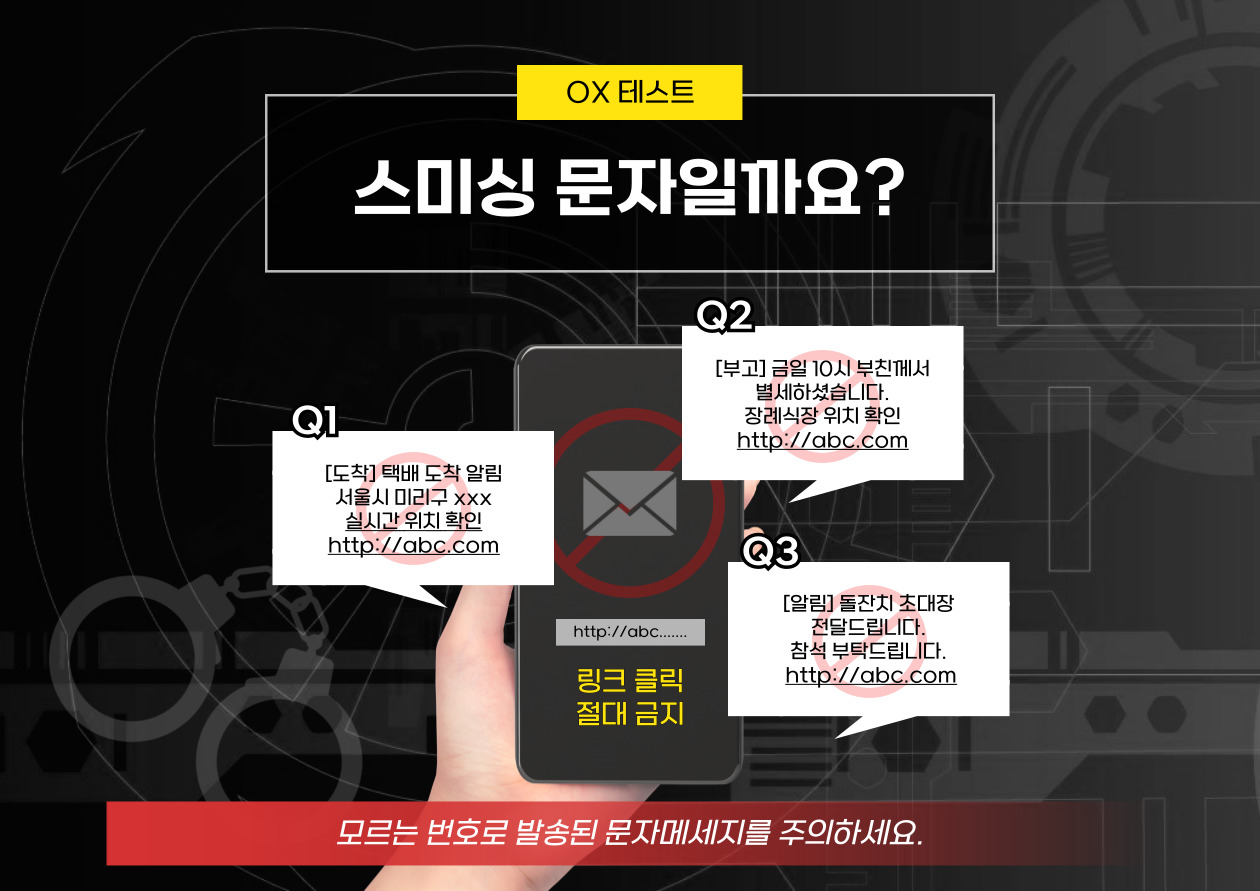 OX 테스트
스미싱 문자일까요?
Q1
[도착] 택배 도착 알림
서울시 미리구 xxx
실시간 위치 확인
http://abc.com
Q2
[부고] 금일 10시 부친께서
별세하셨습니다.
장례식장 위치 확인
http://abc.com
Q3
[알림] 돌잔치 초대장
전달드립니다.
참석 부탁드립니다.
http://abc.com
http://abc.......
링크 클릭
절대 금지
모르는 번호로 발송된 문자메세지를 주의하세요.